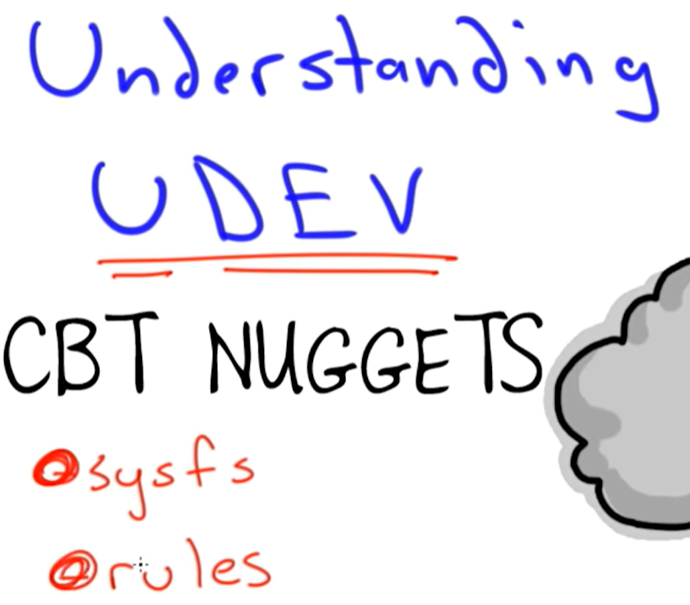 Understanding
UDEV
CBT NUGGETS
sysfs
rules